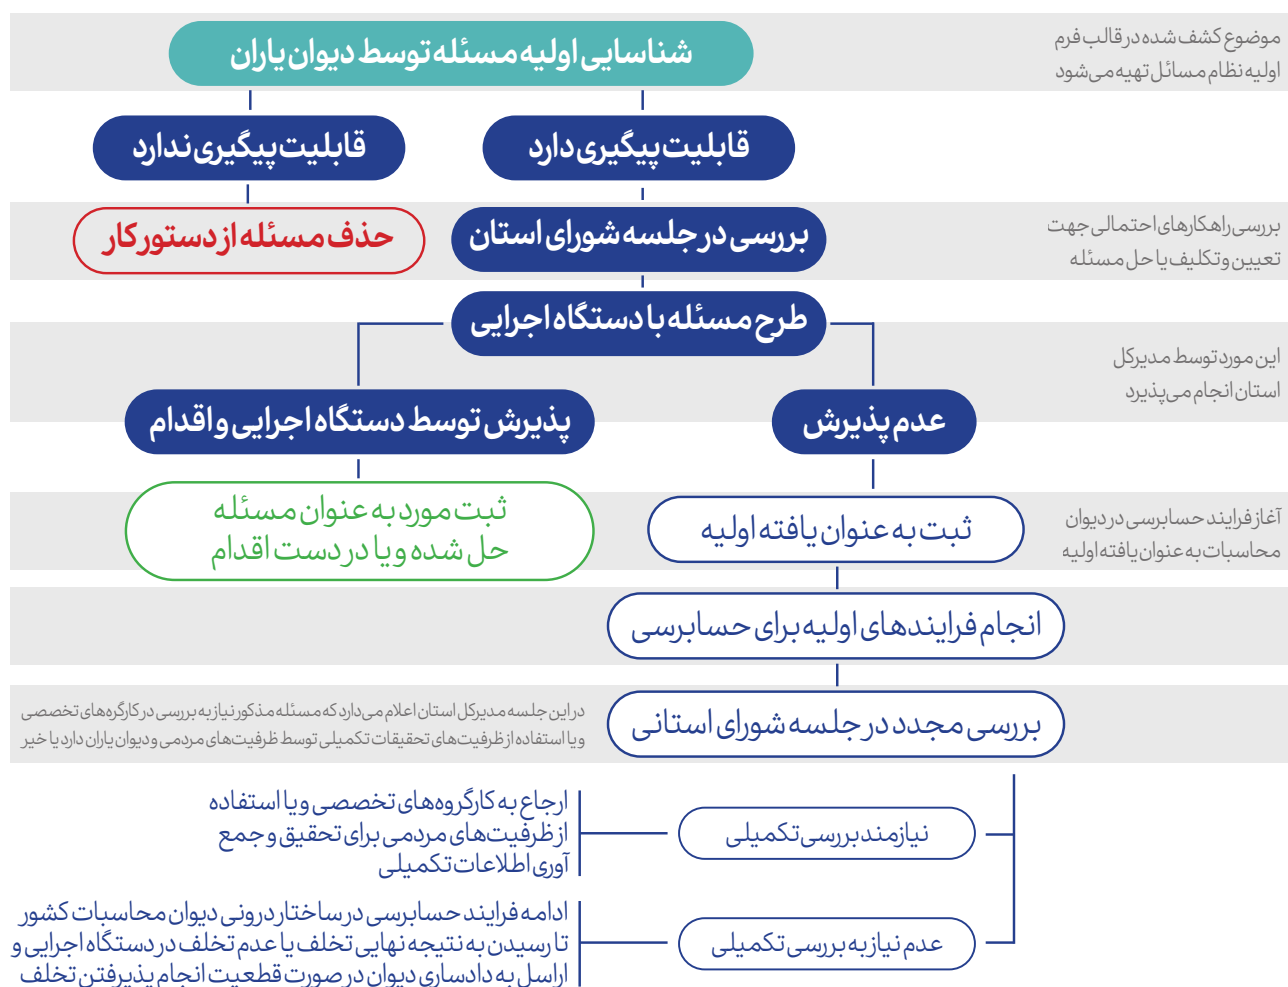 موضوع کشف شده در قالب فرم
اولیه نظام مسائل تهیه می‌شود
شناسایی اولیه مسئله توسط دیوان یاران
قابلیت پیگیری دارد
قابلیت پیگیری ندارد
بررسی راهکارهای احتمالی جهت
تعیین و تکلیف یا حل مسئله
بررسی در جلسه شورای استان
حذف مسئله از دستور کار
طرح مسئله با دستگاه اجرایی
این مورد توسط مدیرکل
استان انجام می‌پذیرد
عدم پذیرش
پذیرش توسط دستگاه اجرایی و اقدام
آغاز فرایند حسابرسی در دیوان
محاسبات به عنوان یافته اولیه
ثبت به عنوان یافته اولیه
ثبت مورد به عنوان مسئله
حل شده و یا در دست اقدام
انجام فرایندهای اولیه برای حسابرسی
بررسی مجدد در جلسه شورای استانی
در این جلسه مدیرکل استان اعلام می‌دارد که مسئله مذکور نیاز به بررسی در کارگره‌های تخصصی
و یا استفاده از ظرفیت‌های تحقیقات تکمیلی توسط ظرفیت‌های مردمی و دیوان یاران دارد یا خیر
نیازمند بررسی تکمیلی
ارجاع به کارگروه‌های تخصصی و یا استفاده
از ظرفیت‌های مردمی برای تحقیق و جمع
آوری اطلاعات تکمیلی
عدم نیاز به بررسی تکمیلی
ادامه فرایند حسابرسی در ساختار درونی دیوان محاسبات کشور
تا رسیدن به نتیجه نهایی تخلف یا عدم تخلف در دستگاه اجرایی و
اراسل به دادسرای دیوان در صورت قطعیت انجام پذیرفتن تخلف